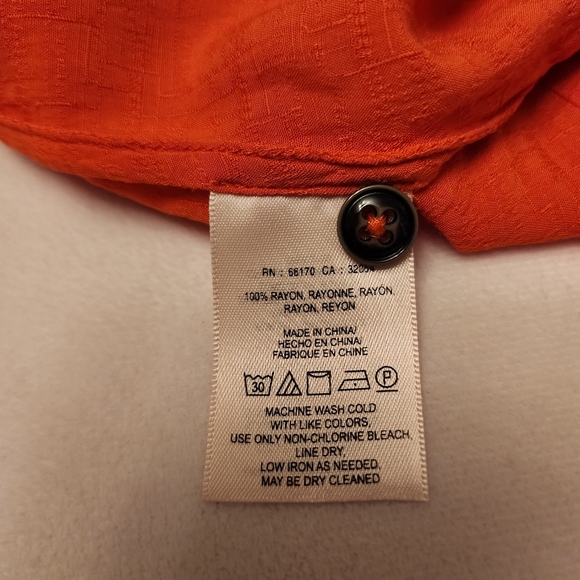 RN : 66170 CA :
100% RAYON, RAYONNE, RAYÓN,
RAYON, REYON
MADE IN CHINA/
HECHO EN CHINA/
FABRIQUE EN CHINE
30 P
MACHINE WASH COLD
WITH LIKE COLORS,
USE ONLY NON-CHLORINE BLEACH,
LINE DRY,
LOW IRON AS NEEDED,
MAY BE DRY CLEANED